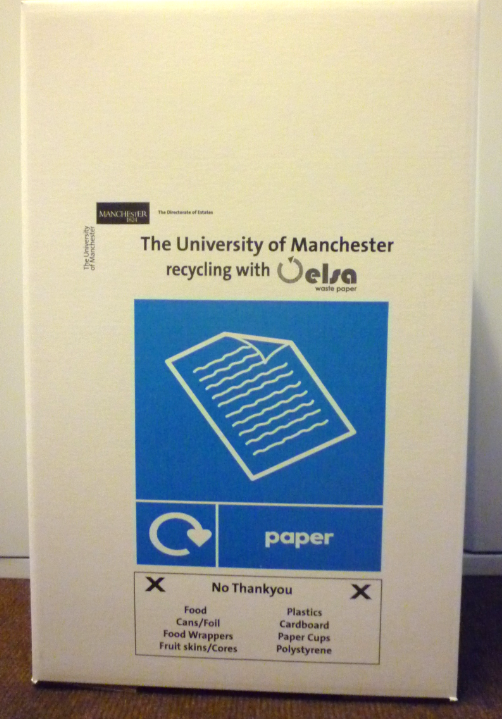 MANCHESTER
1824
The Directorate of Estates
The University
of Manchester
The University of Manchester
recycling with elsa
waste paper
paper
X No Thankyou X
Food Plastics
Cans/Foil Cardboard
Food Wrappers Paper Cups
Fruit skins/Cores Polystyrene